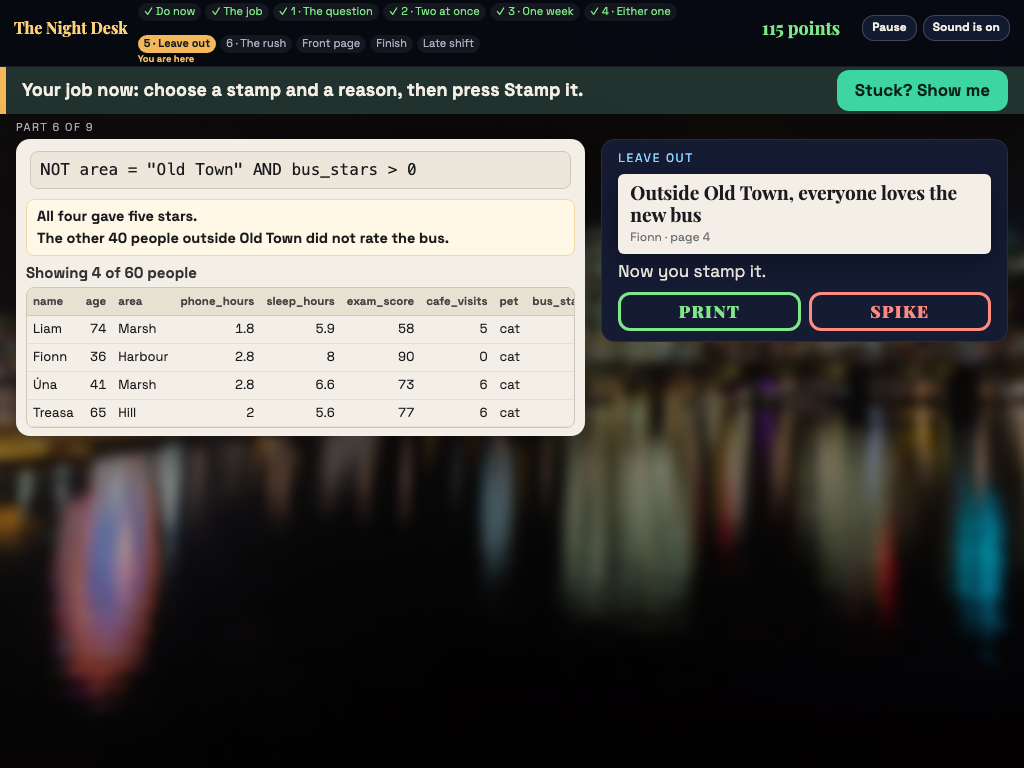 The Night Desk
✓ Do now
✓ The job
✓ 1 · The question
✓ 2 · Two at once
✓ 3 · One week
✓ 4 · Either one
5 · Leave out
6 · The rush
Front page
Finish
Late shift
You are here
115 points
Pause
Sound is on
Your job now: choose a stamp and a reason, then press Stamp it.
Stuck? Show me
PART 6 OF 9
NOT area = "Old Town" AND bus_stars > 0
All four gave five stars.
The other 40 people outside Old Town did not rate the bus.
Showing 4 of 60 people
name age area phone_hours sleep_hours exam_score cafe_visits pet
Liam 74 Marsh 1.8 5.9 58 5 cat
Fionn 36 Harbour 2.8 8 90 0 cat
Úna 41 Marsh 2.8 6.6 73 6 cat
Treasa 65 Hill 2 5.6 77 6 cat
LEAVE OUT
Outside Old Town, everyone loves the
new bus
Fionn · page 4
Now you stamp it.
PRINT
SPIKE